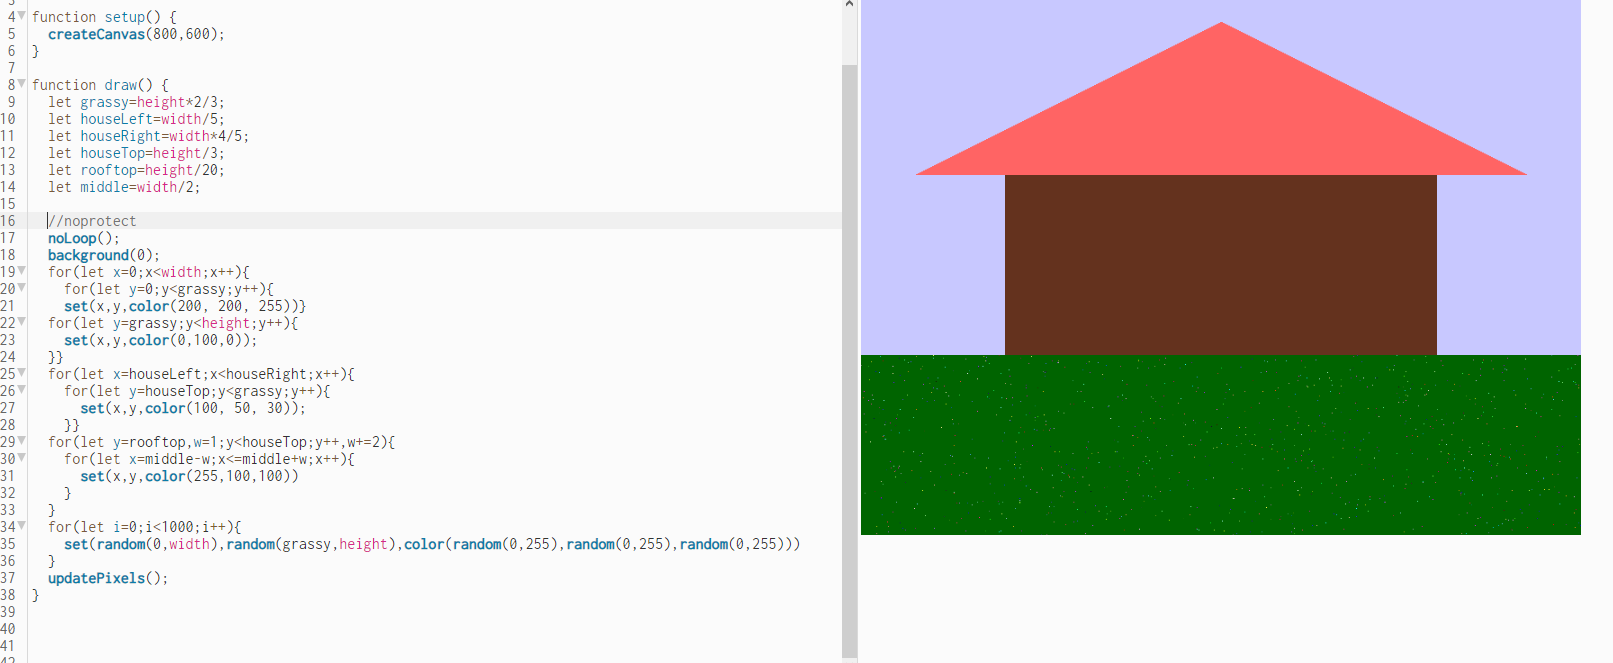 4 function setup() {
5 createCanvas(800,600);
6 }
7
8 function draw() {
9 let grassy=height*2/3;
10 let houseLeft=width/5;
11 let houseRight=width*4/5;
12 let houseTop=height/3;
13 let rooftop=height/20;
14 let middle=width/2;
15
16 //noprotect
17 noLoop();
18 background(0);
19 for(let x=0;x<width;x++){
20 for(let y=0;y<grassy;y++){
21 set(x,y,color(200, 200, 255))}
22 for(let y=grassy;y<height;y++){
23 set(x,y,color(0,100,0));
24 }}
25 for(let x=houseLeft;x<houseRight;x++){
26 for(let y=houseTop;y<grassy;y++){
27 set(x,y,color(100, 50, 30));
28 }}
29 for(let y=rooftop,w=1;y<houseTop;y++,w+=2){
30 for(let x=middle-w;x<=middle+w;x++){
31 set(x,y,color(255,100,100))
32 }
33 }
34 for(let i=0;i<1000;i++){
35 set(random(0,width),random(grassy,height),color(random(0,255),random(0,255),random(0,255)))
36 }
37 updatePixels();
38 }
39
40
41